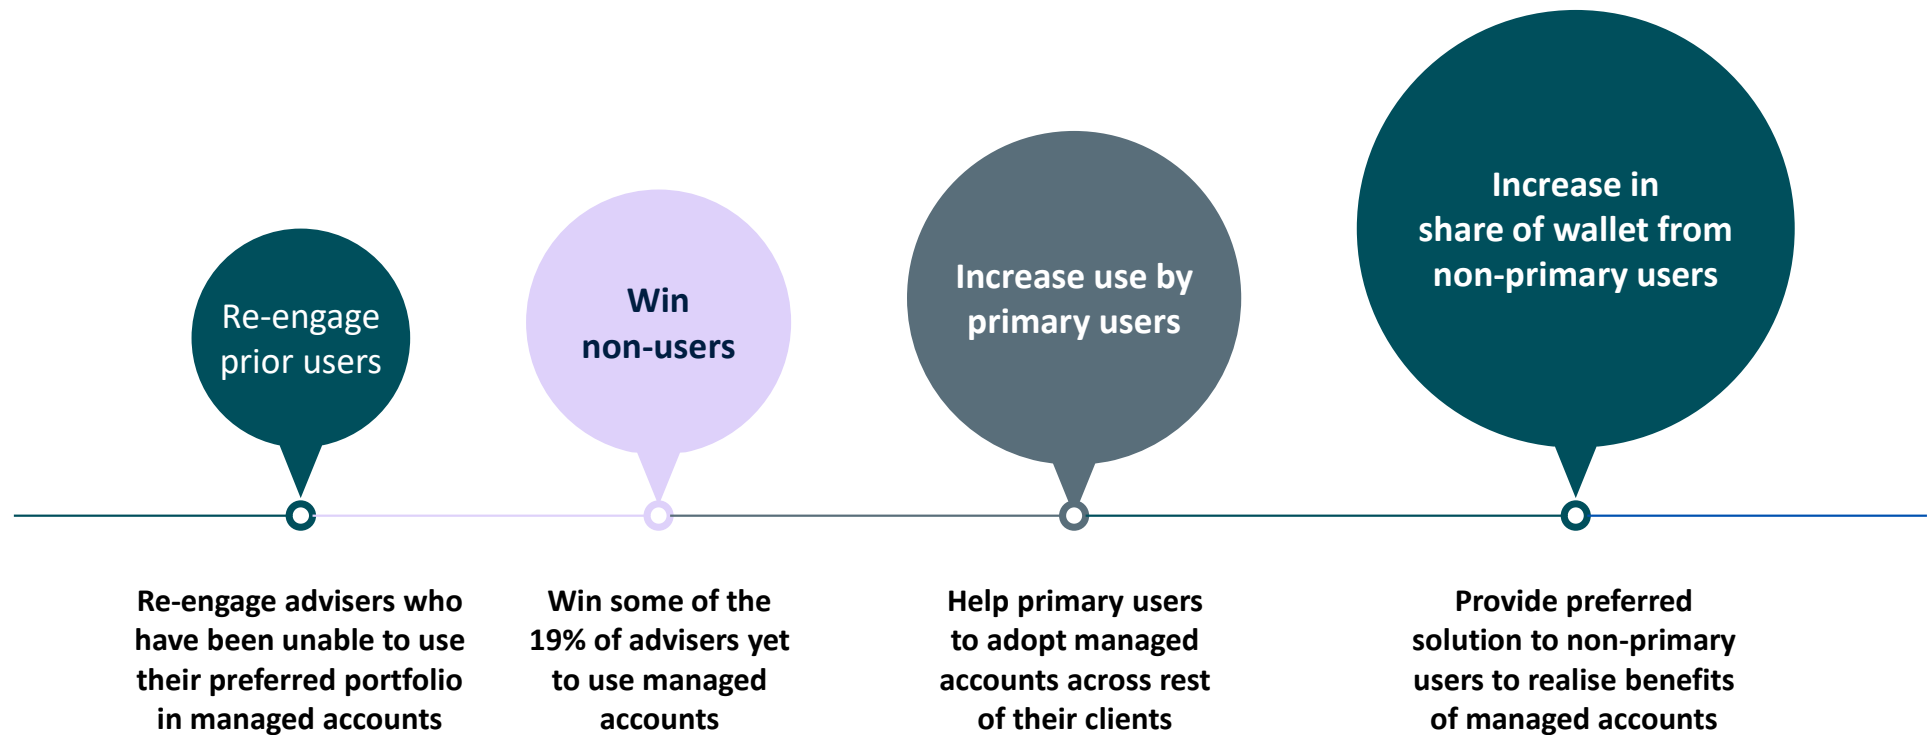 Re-engage
prior users
Win
non-users
Increase use by
primary users
Increase in
share of wallet from
non-primary users
Re-engage advisers who
have been unable to use
their preferred portfolio
in managed accounts
Win some of the
19% of advisers yet
to use managed
accounts
Help primary users
to adopt managed
accounts across rest
of their clients
Provide preferred
solution to non-primary
users to realise benefits
of managed accounts